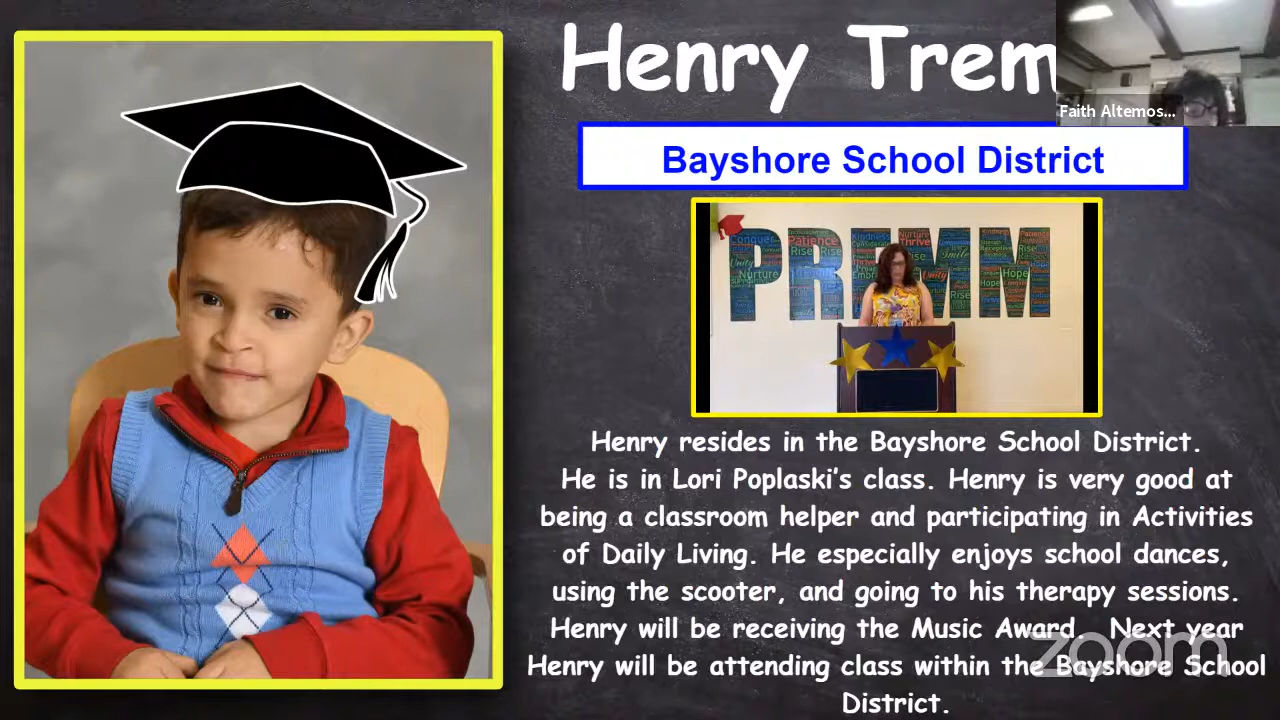 Henry Trem
Faith Altemos...
Bayshore School District
PREMM
Henry resides in the Bayshore School District.
He is in Lori Poplaski's class. Henry is very good at
being a classroom helper and participating in Activities
of Daily Living. He especially enjoys school dances,
using the scooter, and going to his therapy sessions.
Henry will be receiving the Music Award. Next year
Henry will be attending class within the Bayshore School
District.
zoom